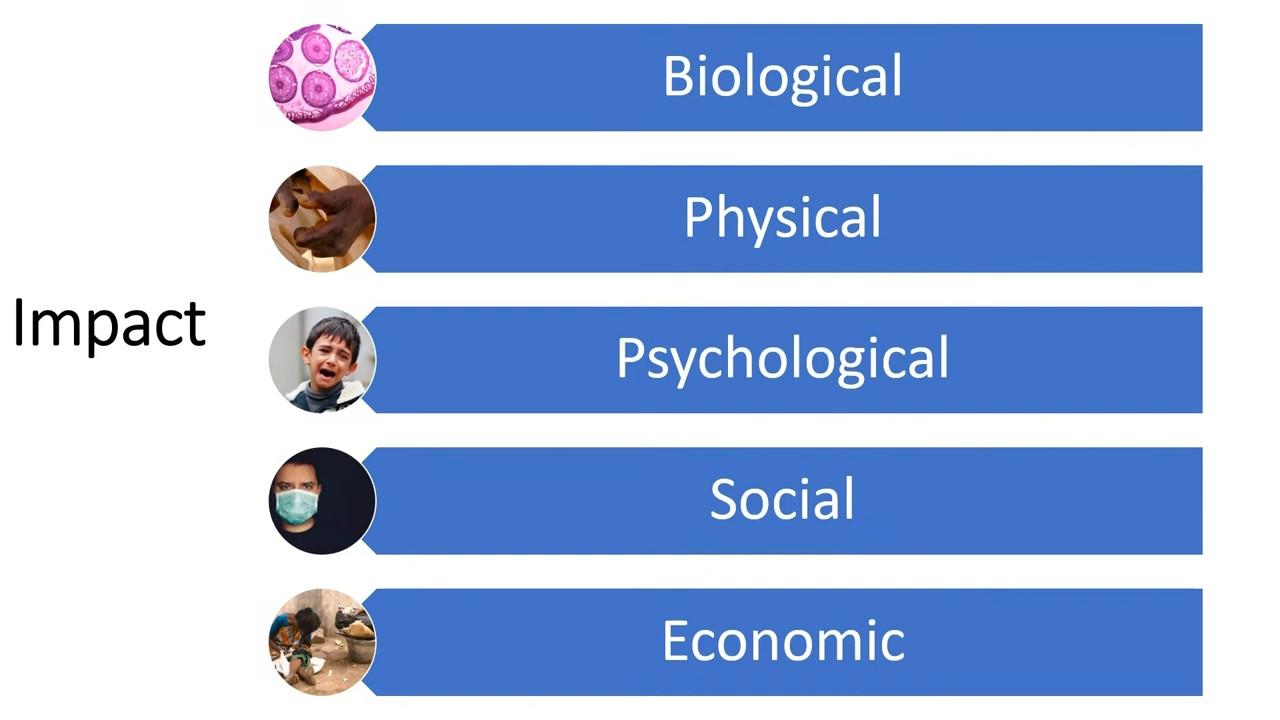 Impact
Biological
Physical
Psychological
Social
Economic